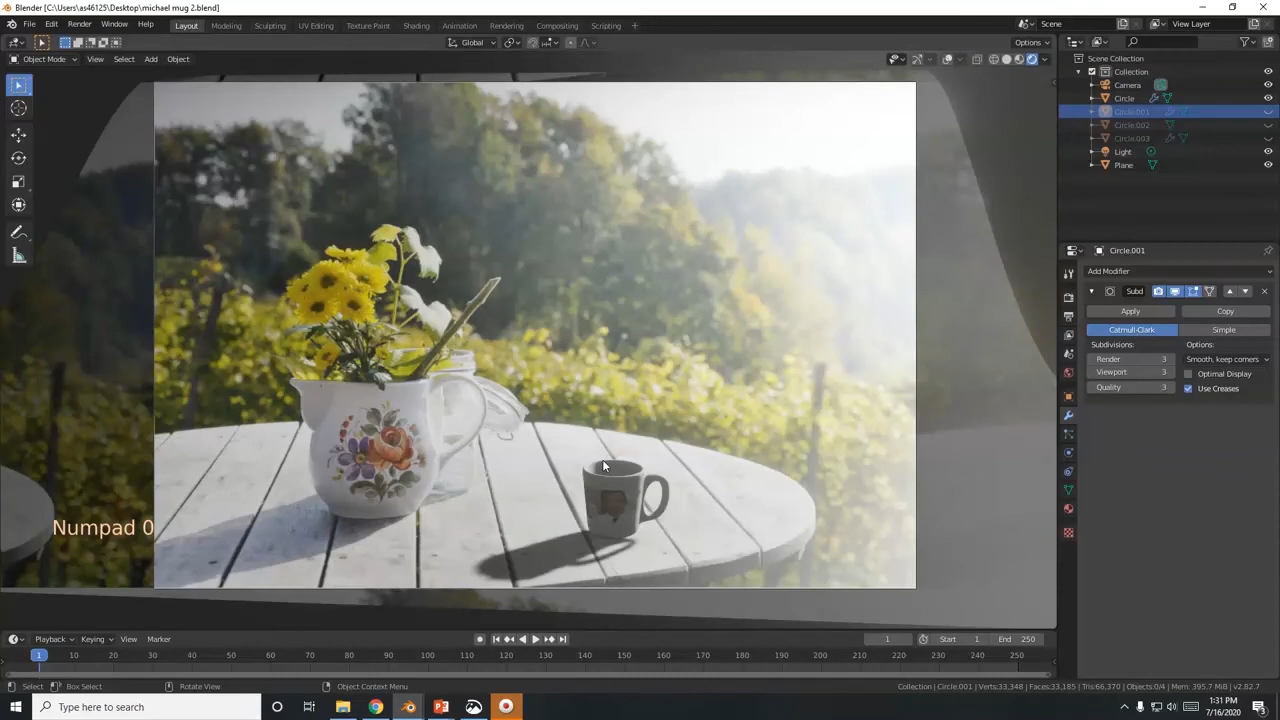 Blender [C:\Users\as46125\Desktop\michael mug 2.blend]
File Edit Render Window Help Layout Modeling Sculpting UV Editing Texture Paint Shading Animation Rendering Compositing Scripting + Scene View Layer
Global Options
Object Mode View Select Add Object
Scene Collection
Collection
Camera
Circle
Circle.001
Circle.002
Circle.003
Light
Plane
Circle.001
Add Modifier
Subd
Apply Copy
Catmull-Clark Simple
Subdivisions: Options:
Render 3 Smooth, keep corners
Viewport 3 Optimal Display
Quality 3 Use Creases
Numpad 0
Playback Keying View Marker 1 Start 1 End 250
1 10 20 30 40 50 60 70 80 90 100 110 120 130 140 150 160 170 180 190 200 210 220 230 240 250
Select Box Select Rotate View Object Context Menu Collection | Circle.001 | Verts:33,348 | Faces:33,185 | Tris:66,370 | Objects:0/4 | Mem: 395.7 MiB | v2.82.7
Type here to search
1:31 PM
7/16/2020
3